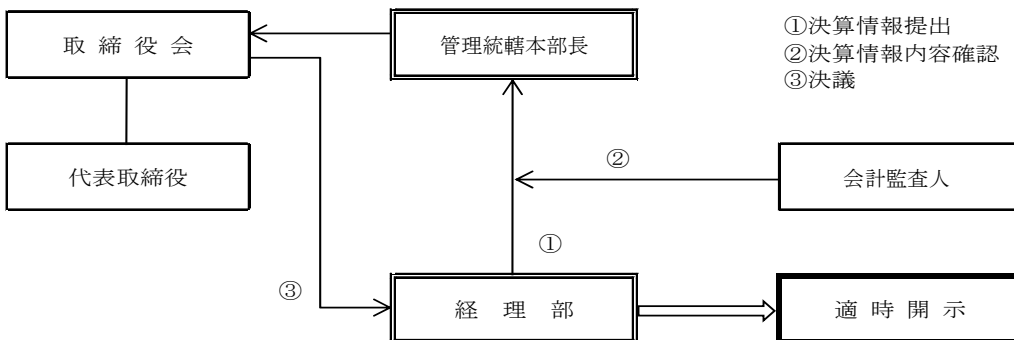 取締役会
管理統轄本部長
①決算情報提出
②決算情報内容確認
③決議
代表取締役
②
会計監査人
①
③
経理部
適時開示